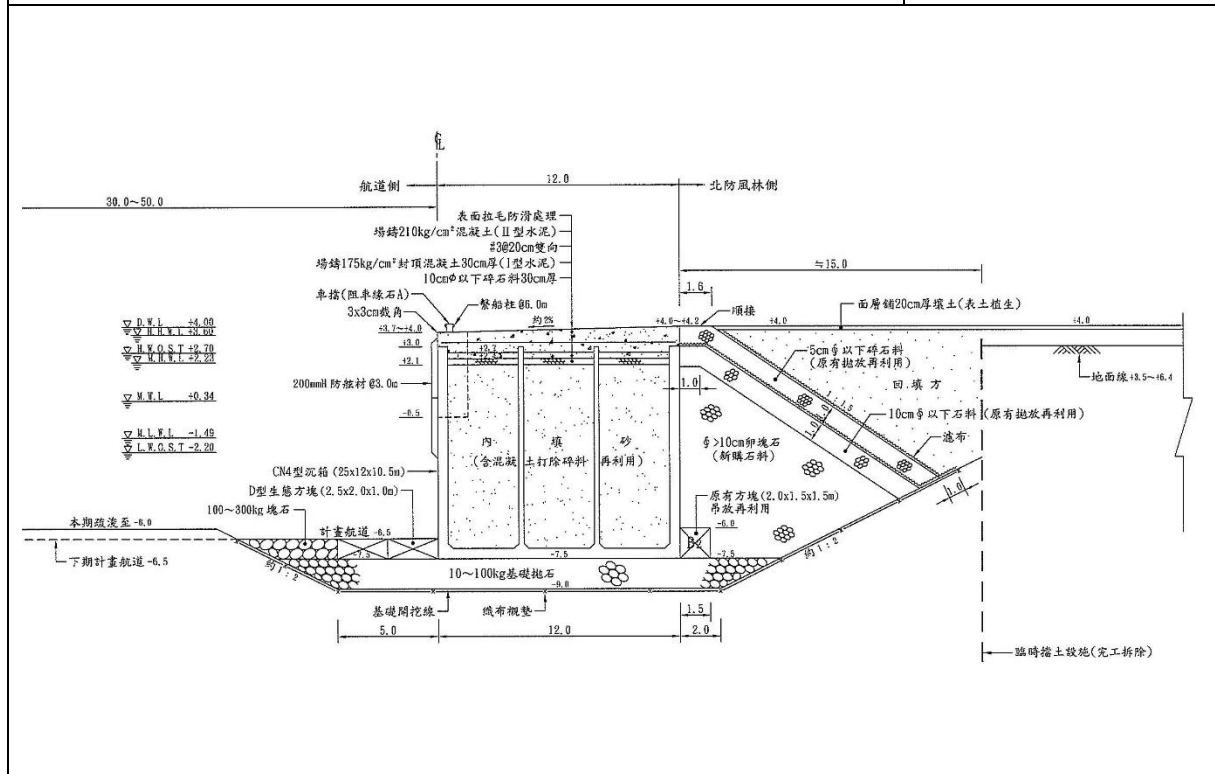 ℄
航道側
12.0
北防風林側
30.0~50.0
表面拉毛防滑處理
場鑄210kg/cm²混凝土(II型水泥)
#3@20cm雙向
場鑄175kg/cm²封頂混凝土30cm厚(I型水泥)
10cmφ以下碎石料30cm厚
≒15.0
1.6
車擋(阻車緣石A)
繫船柱@6.0m
順接
面層舖20cm厚壤土(表土植生)
3x3cm截角
約2%
D.W.L +4.09
H.H.W.L +3.60
+3.7~+4.0
+4.0~+4.2
+4.0
+4.0
+3.0
H.W.O.S.T +2.70
M.H.W.L +2.23
+2.7
+2.1
5cmφ以下碎石料
(原有拋放再利用)
回填方
地面線+3.5~+6.4
200mmH防舷材@3.0m
1.0
1:1.5
M.W.L +0.34
-0.5
10cmφ以下石料(原有拋放再利用)
1.0
M.L.W.L -1.49
L.W.O.S.T -2.20
內填砂
(含混凝土打除碎料再利用)
φ>10cm卵塊石
(新購石料)
濾布
CN4型沉箱(25x12x10.5m)
D型生態方塊(2.5x2.0x1.0m)
原有方塊(2.0x1.5x1.5m)
吊放再利用
100~300kg塊石
本期疏浚至-6.0
計畫航道-6.5
-6.0
下期計畫航道-6.5
-7.5
-7.5
-7.5
約1:2
約1:2
10~100kg基礎拋石
-9.0
基礎開挖線
織布襯墊
1.5
5.0
12.0
2.0
臨時擋土設施(完工拆除)